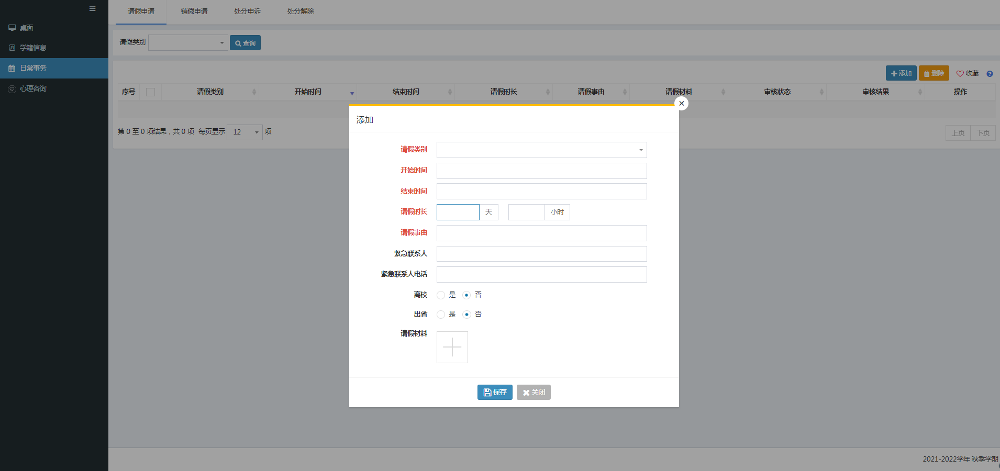 请假申请 销假申请 处分申诉 处分解除
桌面
学籍信息
日常事务
心理咨询
请假类别 查询
添加 删除 收藏
序号 请假类别 开始时间 结束时间 请假时长 请假事由 请假材料 审核状态 审核结果 操作
第 0 至 0 项结果，共 0 项 每页显示 12 项
上页 下页
添加
请假类别
开始时间
结束时间
请假时长 天 小时
请假事由
紧急联系人
紧急联系人电话
离校 是 否
出省 是 否
请假材料
保存 关闭
2021-2022学年 秋季学期